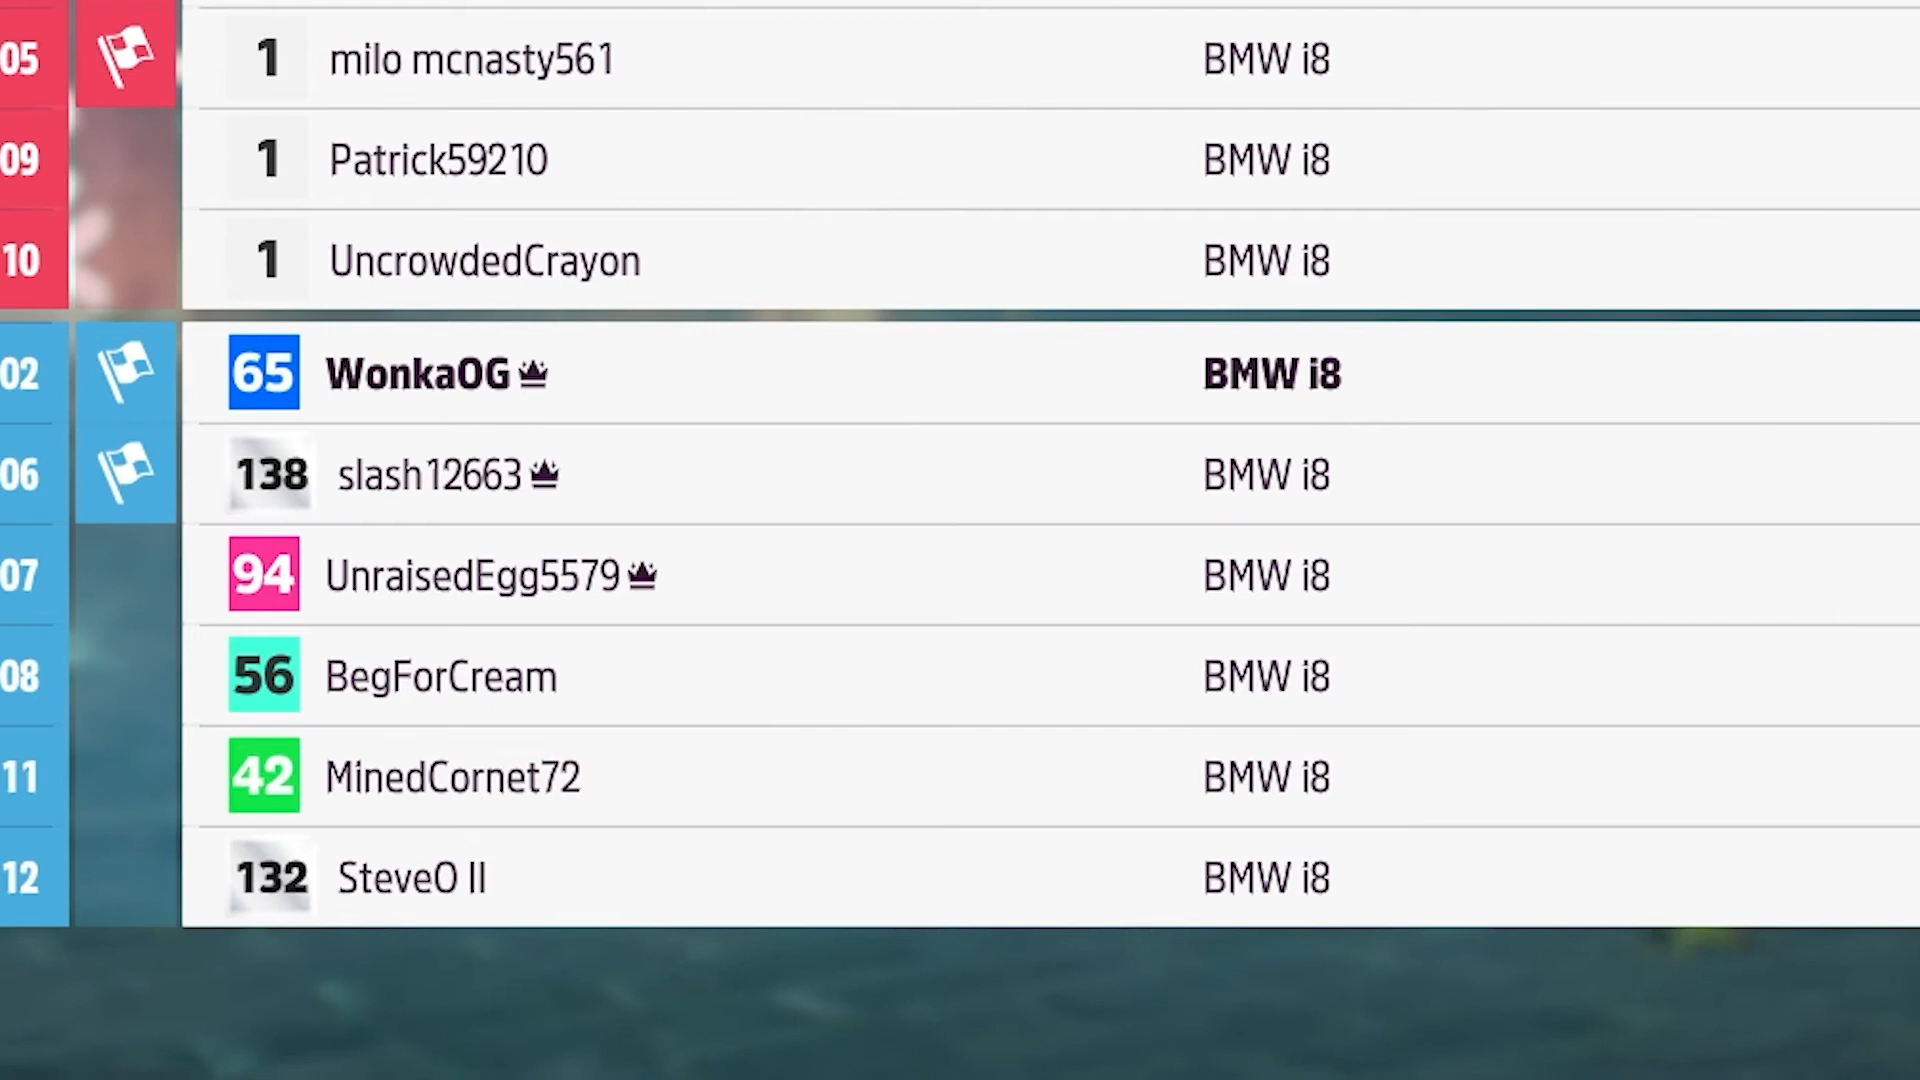 05 1 milo mcnasty561 BMW i8
09 1 Patrick59210 BMW i8
10 1 UncrowdedCrayon BMW i8
02 65 WonkaOG BMW i8
06 138 slash12663 BMW i8
07 94 UnraisedEgg5579 BMW i8
08 56 BegForCream BMW i8
11 42 MinedCornet72 BMW i8
12 132 SteveO II BMW i8